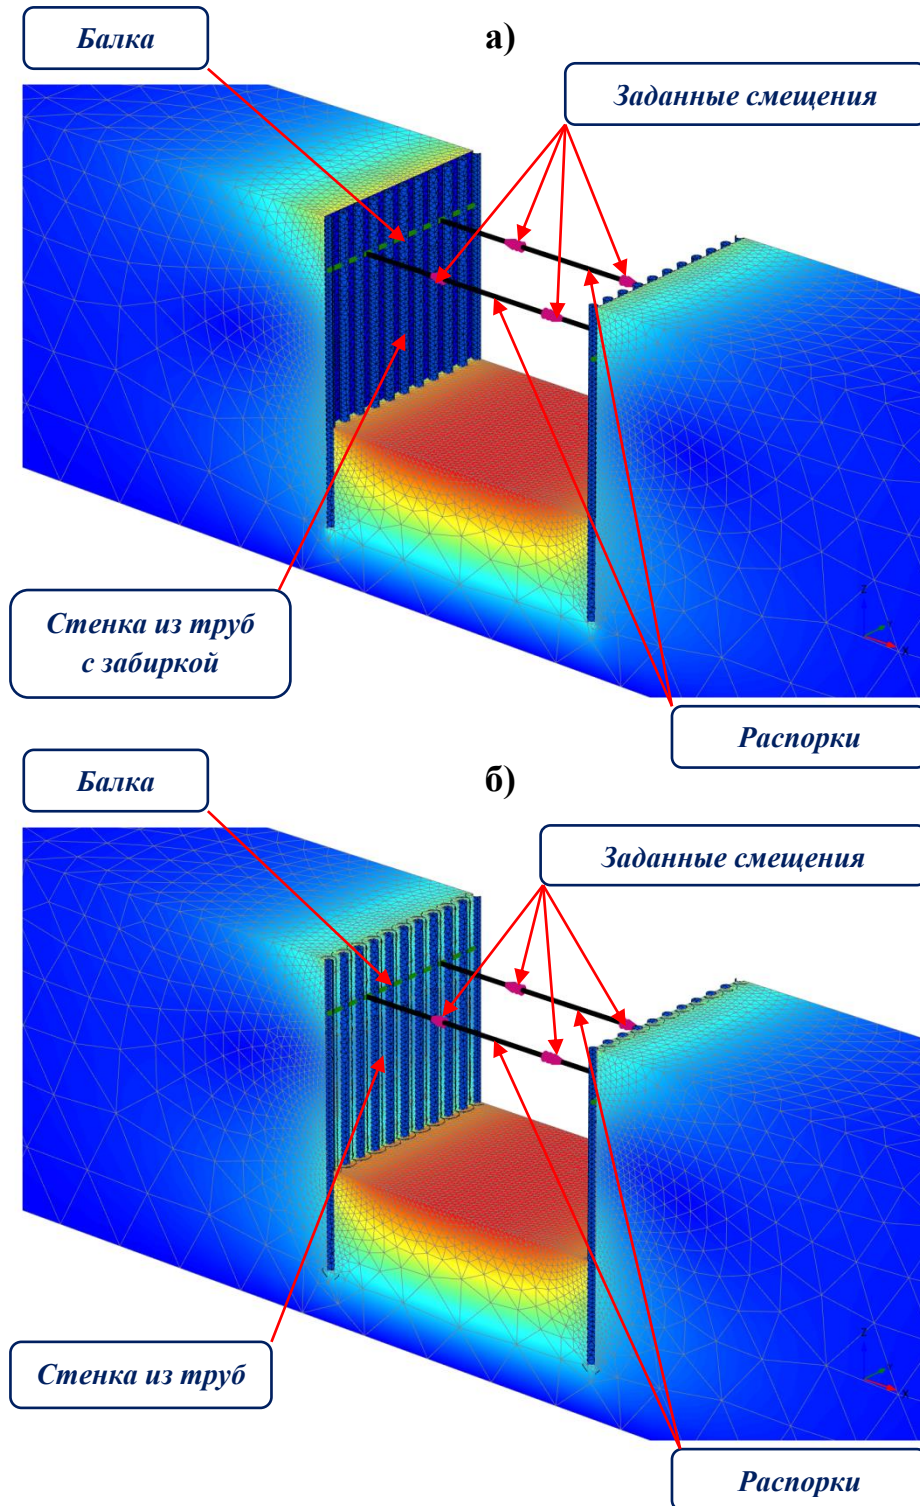 Балка
а)
Заданные смещения
Стенка из труб
с забиркой
Z
Y
X
Распорки
Балка
б)
Заданные смещения
Стенка из труб
Z
Y
X
Распорки